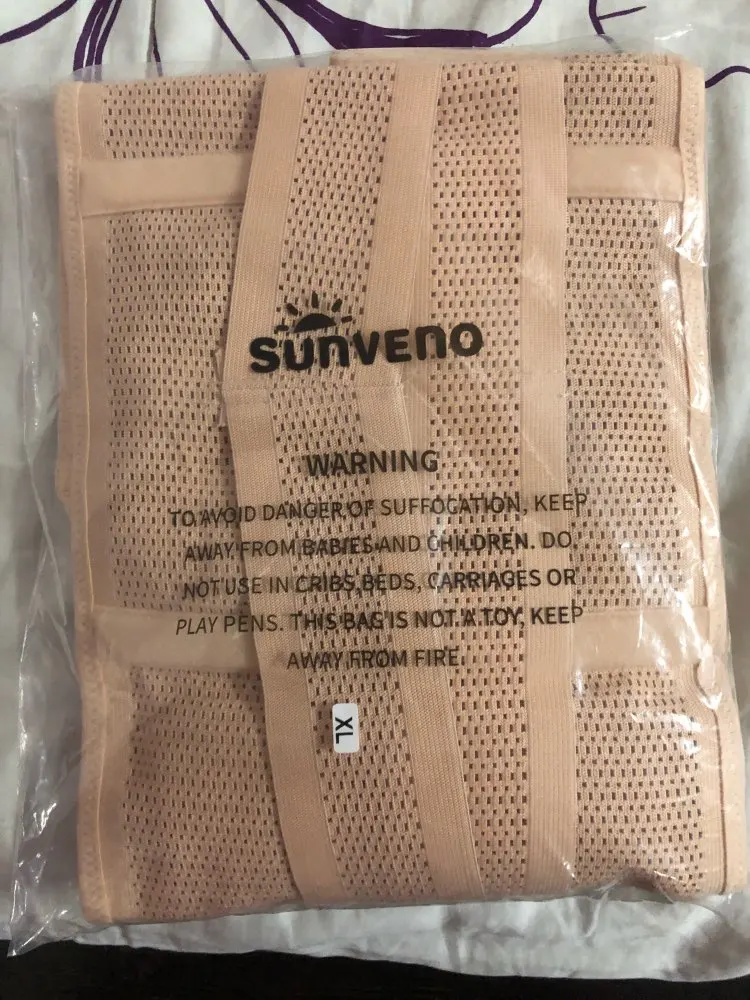 sunveno
WARNING
TO AVOID DANGER OF SUFFOCATION, KEEP
AWAY FROM BABIES AND CHILDREN. DO
NOT USE IN CRIBS,BEDS, CARRIAGES OR
PLAY PENS. THIS BAG IS NOT A TOY, KEEP
AWAY FROM FIRE.
XL